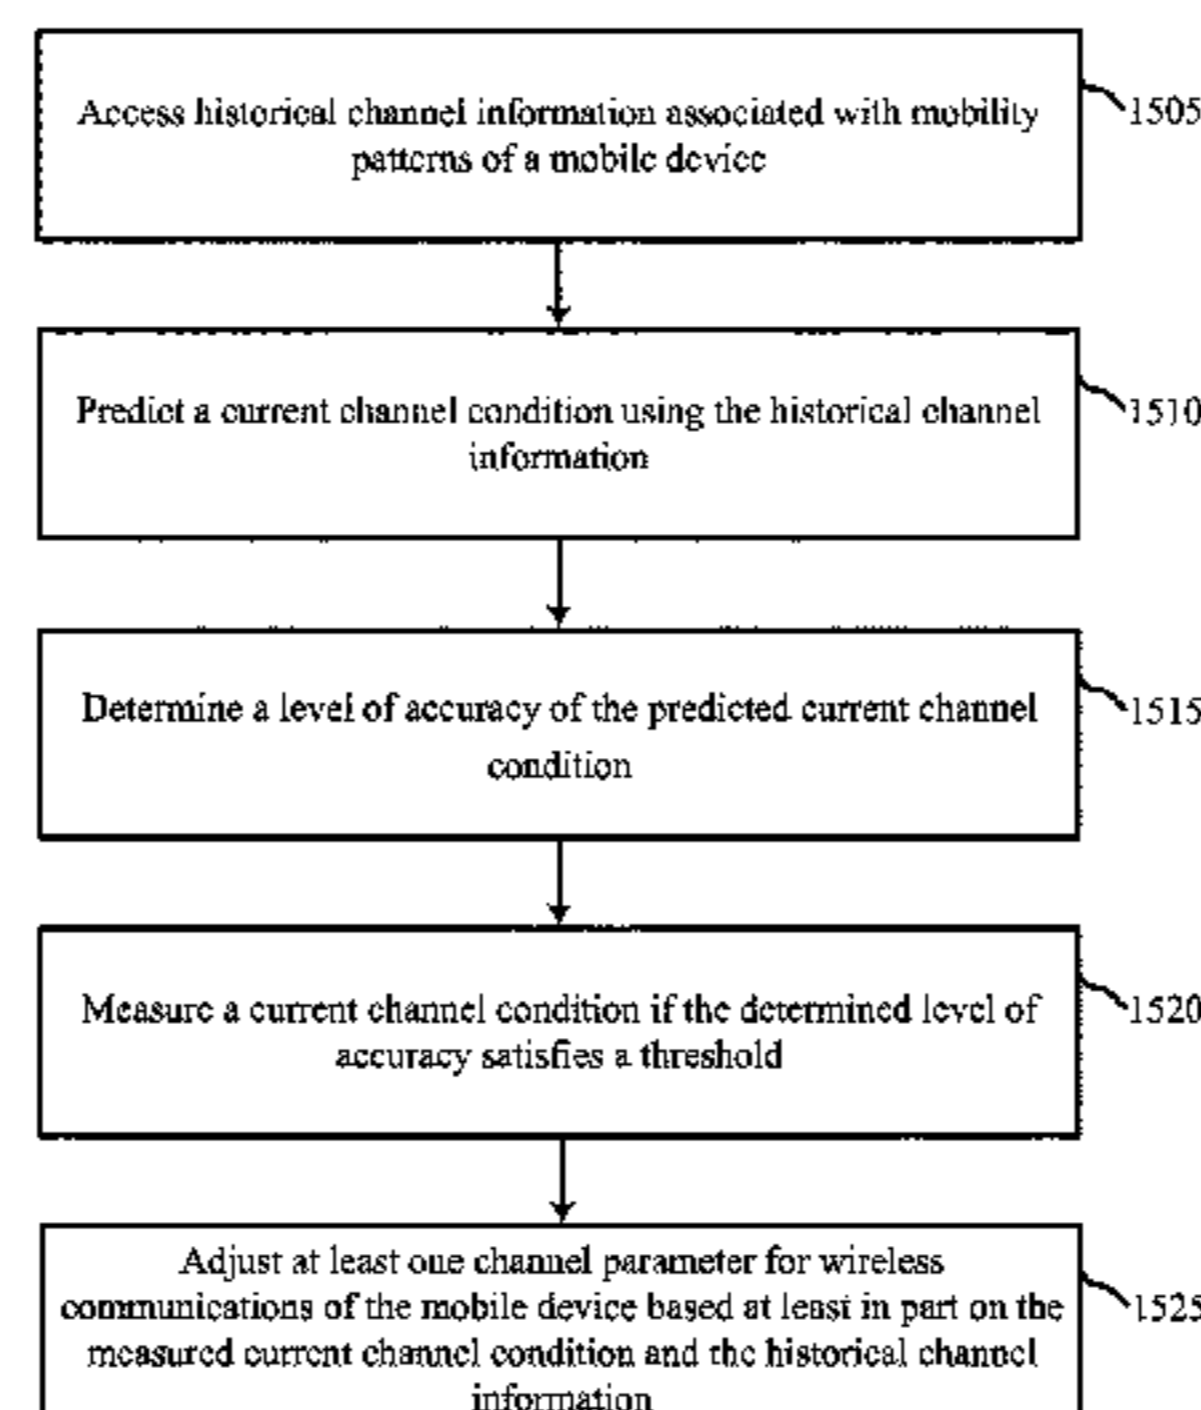 Access historical channel information associated with mobility
patterns of a mobile device
1505
Predict a current channel condition using the historical channel
information
1510
Determine a level of accuracy of the predicted current channel
condition
1515
Measure a current channel condition if the determined level of
accuracy satisfies a threshold
1520
Adjust at least one channel parameter for wireless
communications of the mobile device based at least in part on the
measured current channel condition and the historical channel
information
1525